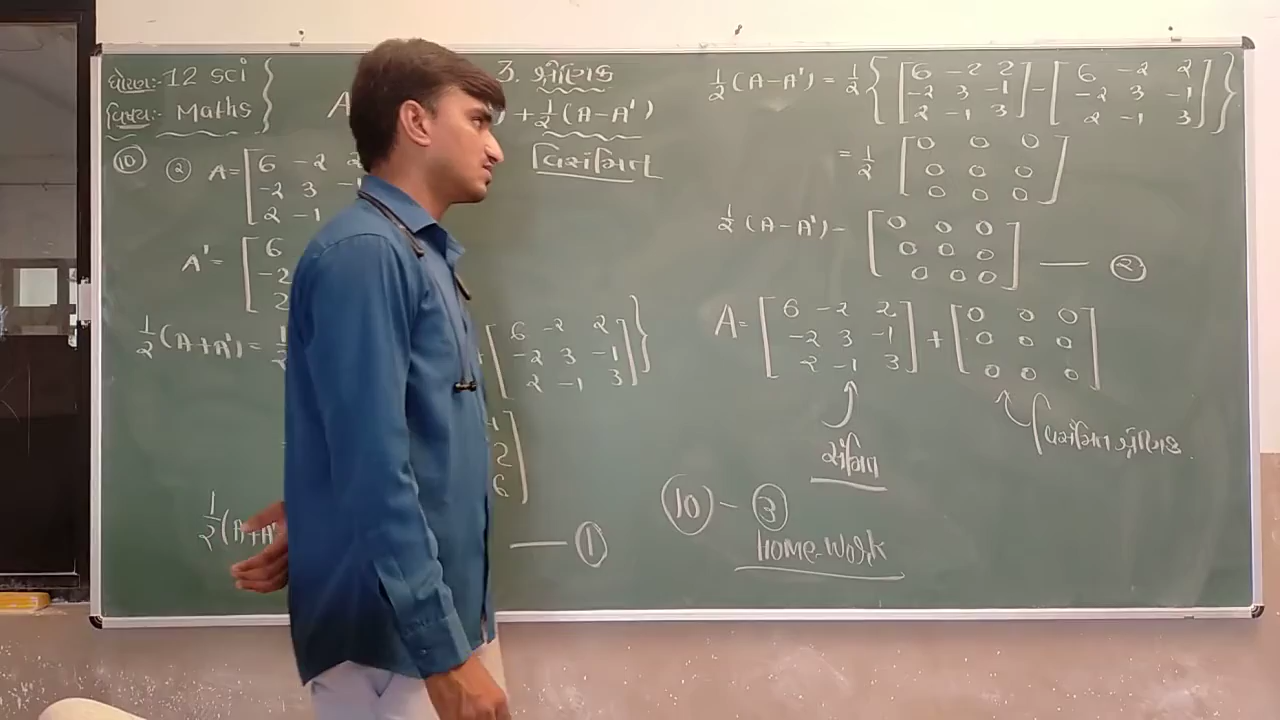 ધોરણ:- 12 sci
વિષય:- Maths
3. શ્રેણિક
A ) + 1/2 (A-A')
વિસંમિત
⑩ ② A = [ 6 -2 2
-2 3 -1
2 -1
A' = [ 6
-2
2
1/2 (A+A') = 1/2
+ [ 6 -2 2
-2 3 -1
2 -1 3 ] }
2
6 ]
1/2 (A+A'
—— ①
1/2 (A-A') = 1/2 { [ 6 -2 2 ] - [ 6 -2 2 ] }
-2 3 -1 -2 3 -1
2 -1 3 2 -1 3
= 1/2 [ 0 0 0
0 0 0
0 0 0 ]
1/2 (A-A') - [ 0 0 0
0 0 0
0 0 0 ] —— ②
A = [ 6 -2 2 ] + [ 0 0 0 ]
-2 3 -1 0 0 0
2 -1 3 0 0 0
સંમિત
વિસંમિત શ્રેણિક
⑩ - ③
Home-Work